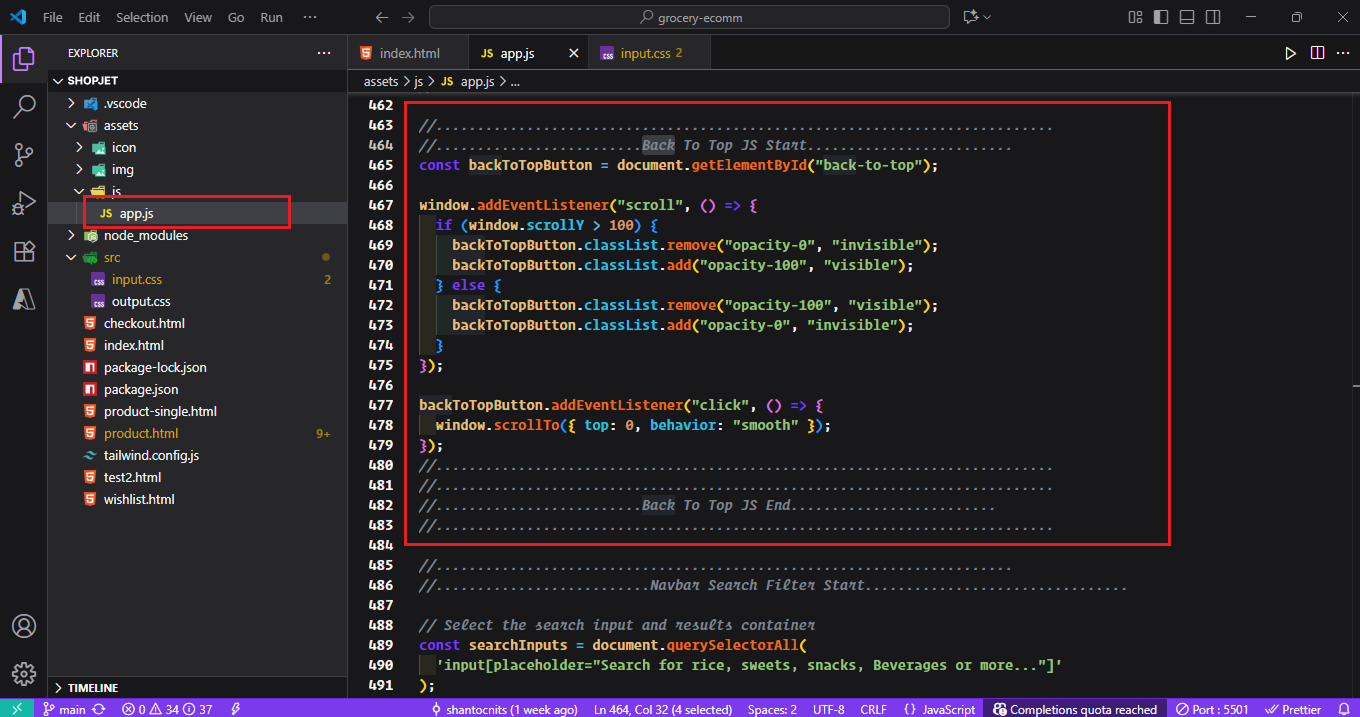 File Edit Selection View Go Run ··· grocery-ecomm
EXPLORER ···
SHOPJET
.vscode
assets
icon
img
js
app.js
node_modules
src
input.css 2
output.css
checkout.html
index.html
package-lock.json
package.json
product-single.html
product.html 9+
tailwind.config.js
test2.html
wishlist.html
TIMELINE
index.html JS app.js input.css 2
assets > js > JS app.js > ...
462
463 //...........................................................................
464 //.........................Back To Top JS Start.........................
465 const backToTopButton = document.getElementById("back-to-top");
466
467 window.addEventListener("scroll", () => {
468 if (window.scrollY > 100) {
469 backToTopButton.classList.remove("opacity-0", "invisible");
470 backToTopButton.classList.add("opacity-100", "visible");
471 } else {
472 backToTopButton.classList.remove("opacity-100", "visible");
473 backToTopButton.classList.add("opacity-0", "invisible");
474 }
475 });
476
477 backToTopButton.addEventListener("click", () => {
478 window.scrollTo({ top: 0, behavior: "smooth" });
479 });
480 //...........................................................................
481 //...........................................................................
482 //.........................Back To Top JS End.........................
483 //...........................................................................
484
485 //......................................................................
486 //..........................Navbar Search Filter Start................................
487
488 // Select the search input and results container
489 const searchInputs = document.querySelectorAll(
490 'input[placeholder="Search for rice, sweets, snacks, Beverages or more..."]'
491 );
main 0 34 37 shantocnits (1 week ago) Ln 464, Col 32 (4 selected) Spaces: 2 UTF-8 CRLF {} JavaScript Completions quota reached Port : 5501 Prettier